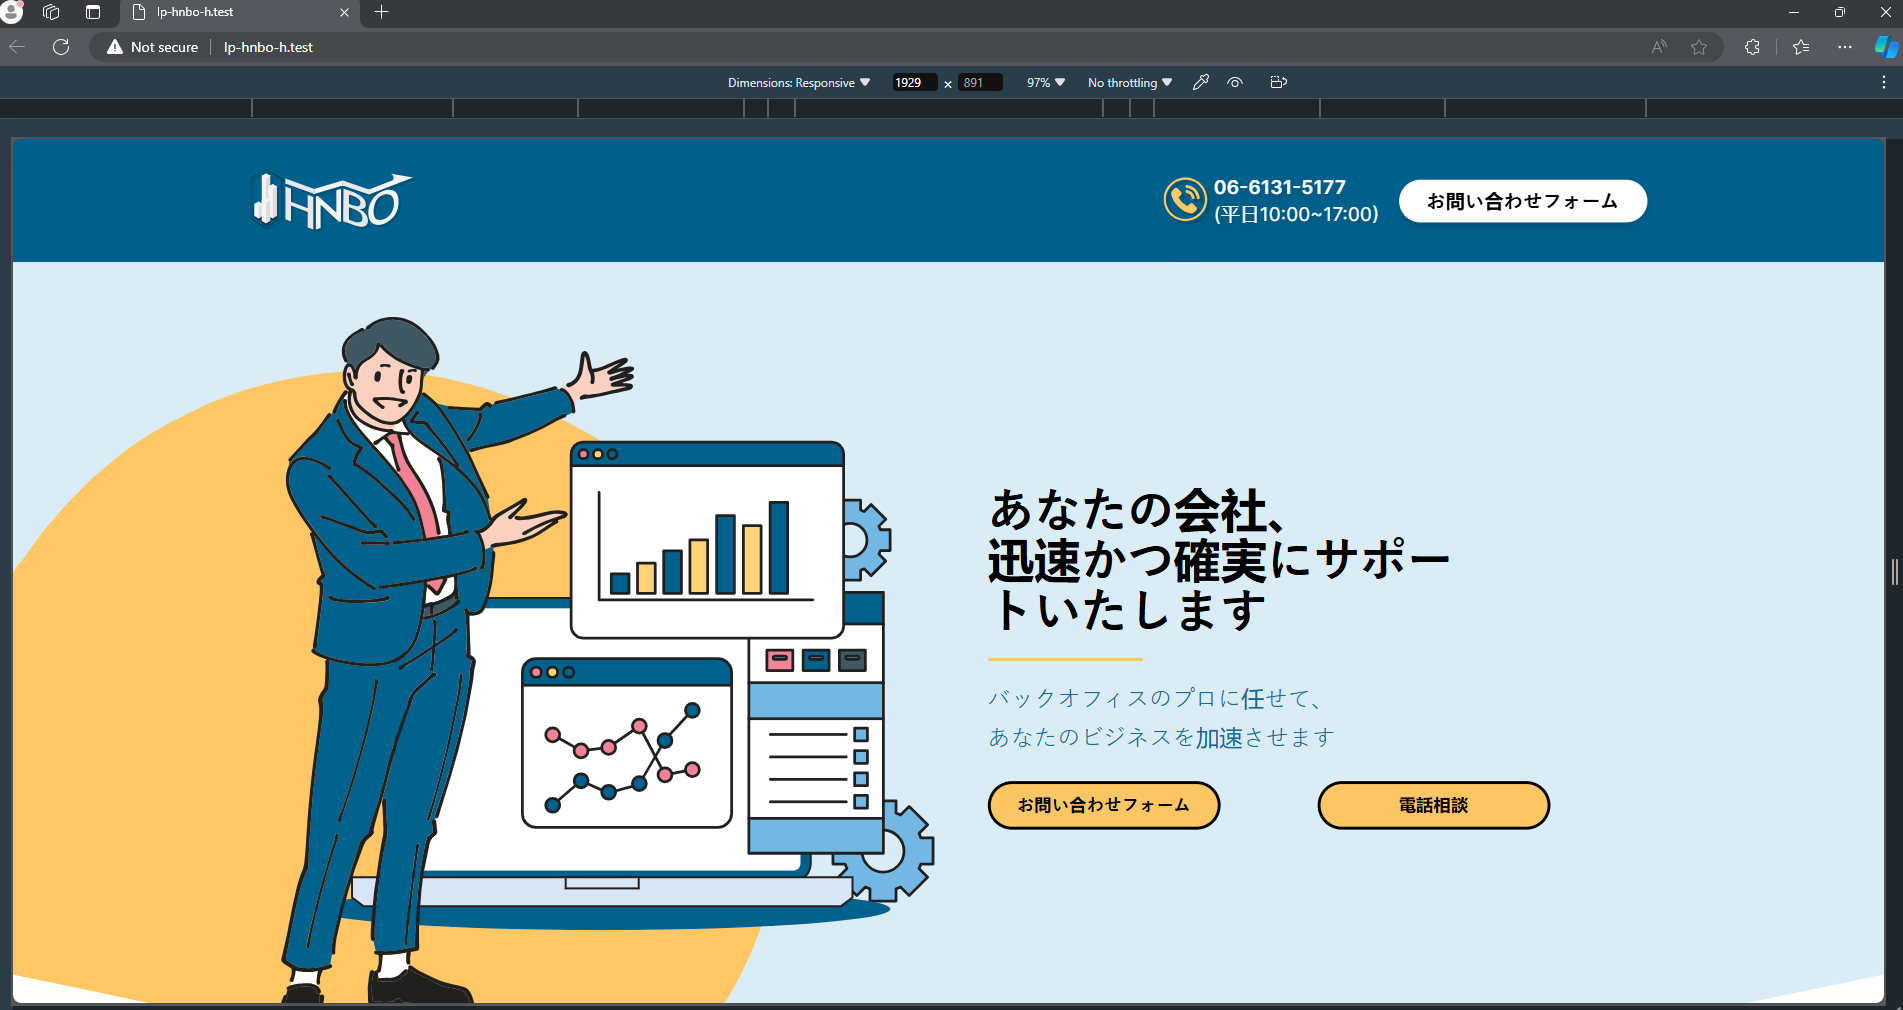 lp-hnbo-h.test
Not secure
lp-hnbo-h.test
Dimensions: Responsive
1929 × 891
97%
No throttling
HNBO
06-6131-5177
(平日10:00~17:00)
お問い合わせフォーム
あなたの会社、
迅速かつ確実にサポー
トいたします
バックオフィスのプロに任せて、
あなたのビジネスを加速させます
お問い合わせフォーム
電話相談